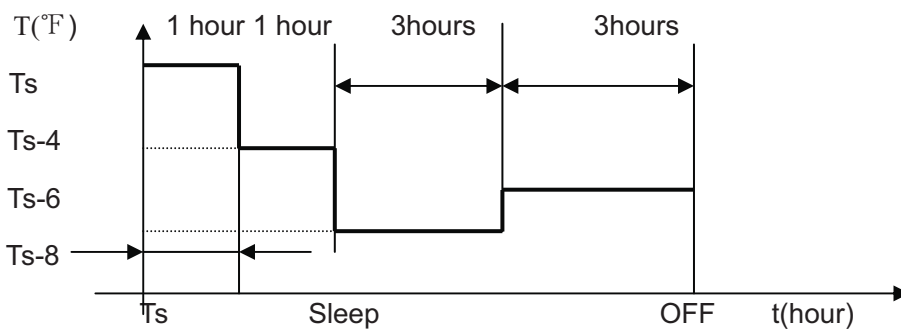 T(℉) 1 hour 1 hour 3hours 3hours
Ts
Ts-4
Ts-6
Ts-8
Ts Sleep OFF t(hour)